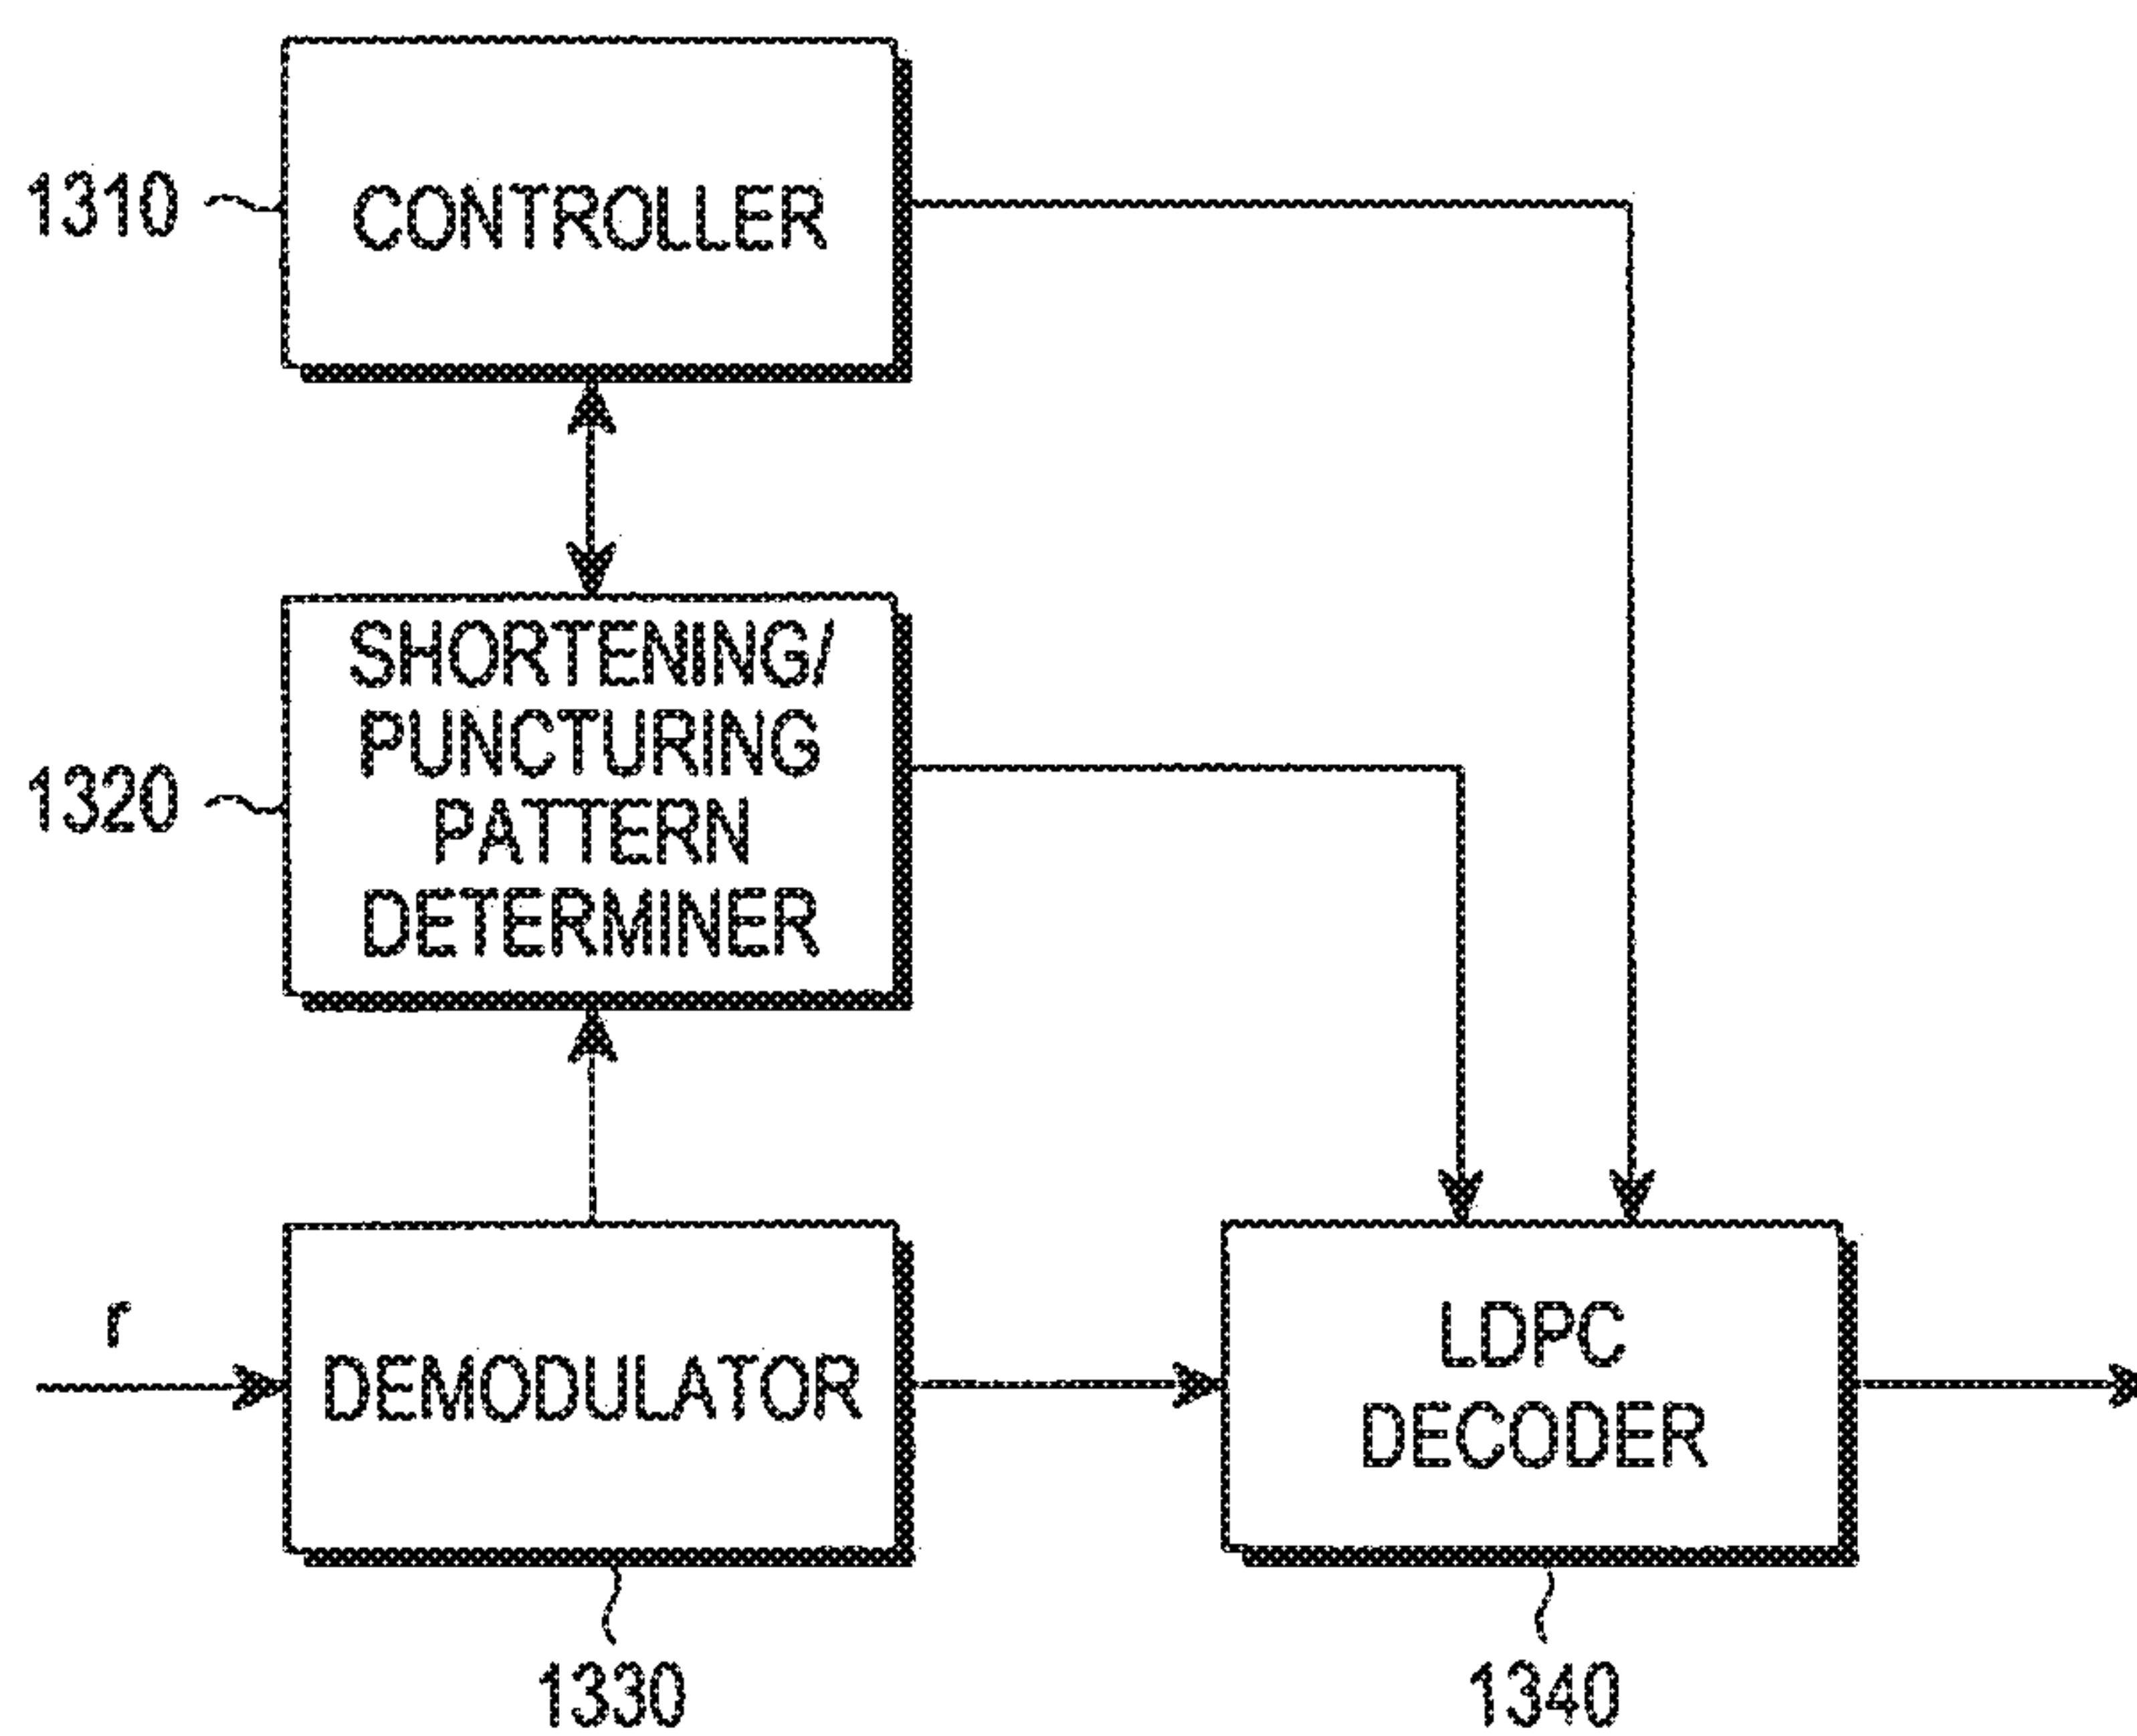 1310
CONTROLLER
1320
SHORTENING/
PUNCTURING
PATTERN
DETERMINER
r
DEMODULATOR
LDPC
DECODER
1330
1340